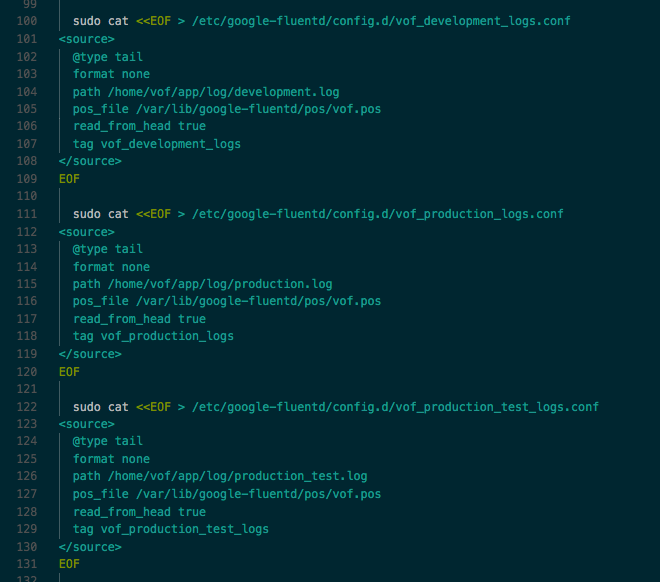 99
100 sudo cat <<EOF > /etc/google-fluentd/config.d/vof_development_logs.conf
101 <source>
102 @type tail
103 format none
104 path /home/vof/app/log/development.log
105 pos_file /var/lib/google-fluentd/pos/vof.pos
106 read_from_head true
107 tag vof_development_logs
108 </source>
109 EOF
110
111 sudo cat <<EOF > /etc/google-fluentd/config.d/vof_production_logs.conf
112 <source>
113 @type tail
114 format none
115 path /home/vof/app/log/production.log
116 pos_file /var/lib/google-fluentd/pos/vof.pos
117 read_from_head true
118 tag vof_production_logs
119 </source>
120 EOF
121
122 sudo cat <<EOF > /etc/google-fluentd/config.d/vof_production_test_logs.conf
123 <source>
124 @type tail
125 format none
126 path /home/vof/app/log/production_test.log
127 pos_file /var/lib/google-fluentd/pos/vof.pos
128 read_from_head true
129 tag vof_production_test_logs
130 </source>
131 EOF
132